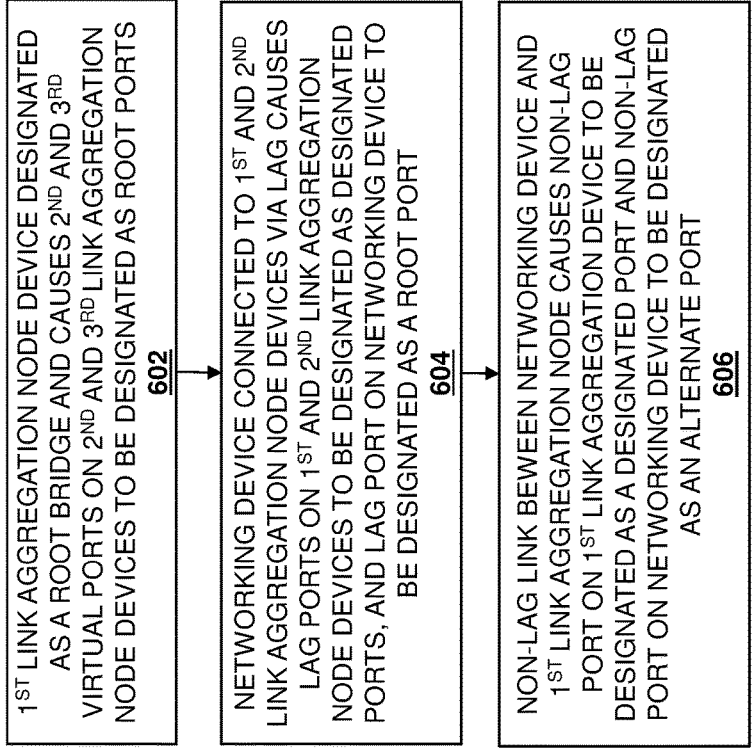 1ST LINK AGGREGATION NODE DEVICE DESIGNATED
AS A ROOT BRIDGE AND CAUSES 2ND AND 3RD
VIRTUAL PORTS ON 2ND AND 3RD LINK AGGREGATION
NODE DEVICES TO BE DESIGNATED AS ROOT PORTS
602
NETWORKING DEVICE CONNECTED TO 1ST AND 2ND
LINK AGGREGATION NODE DEVICES VIA LAG CAUSES
LAG PORTS ON 1ST AND 2ND LINK AGGREGATION
NODE DEVICES TO BE DESIGNATED AS DESIGNATED
PORTS, AND LAG PORT ON NETWORKING DEVICE TO
BE DESIGNATED AS A ROOT PORT
604
NON-LAG LINK BEWEEN NETWORKING DEVICE AND
1ST LINK AGGREGATION NODE CAUSES NON-LAG
PORT ON 1ST LINK AGGREGATION DEVICE TO BE
DESIGNATED AS A DESIGNATED PORT AND NON-LAG
PORT ON NETWORKING DEVICE TO BE DESIGNATED
AS AN ALTERNATE PORT
606